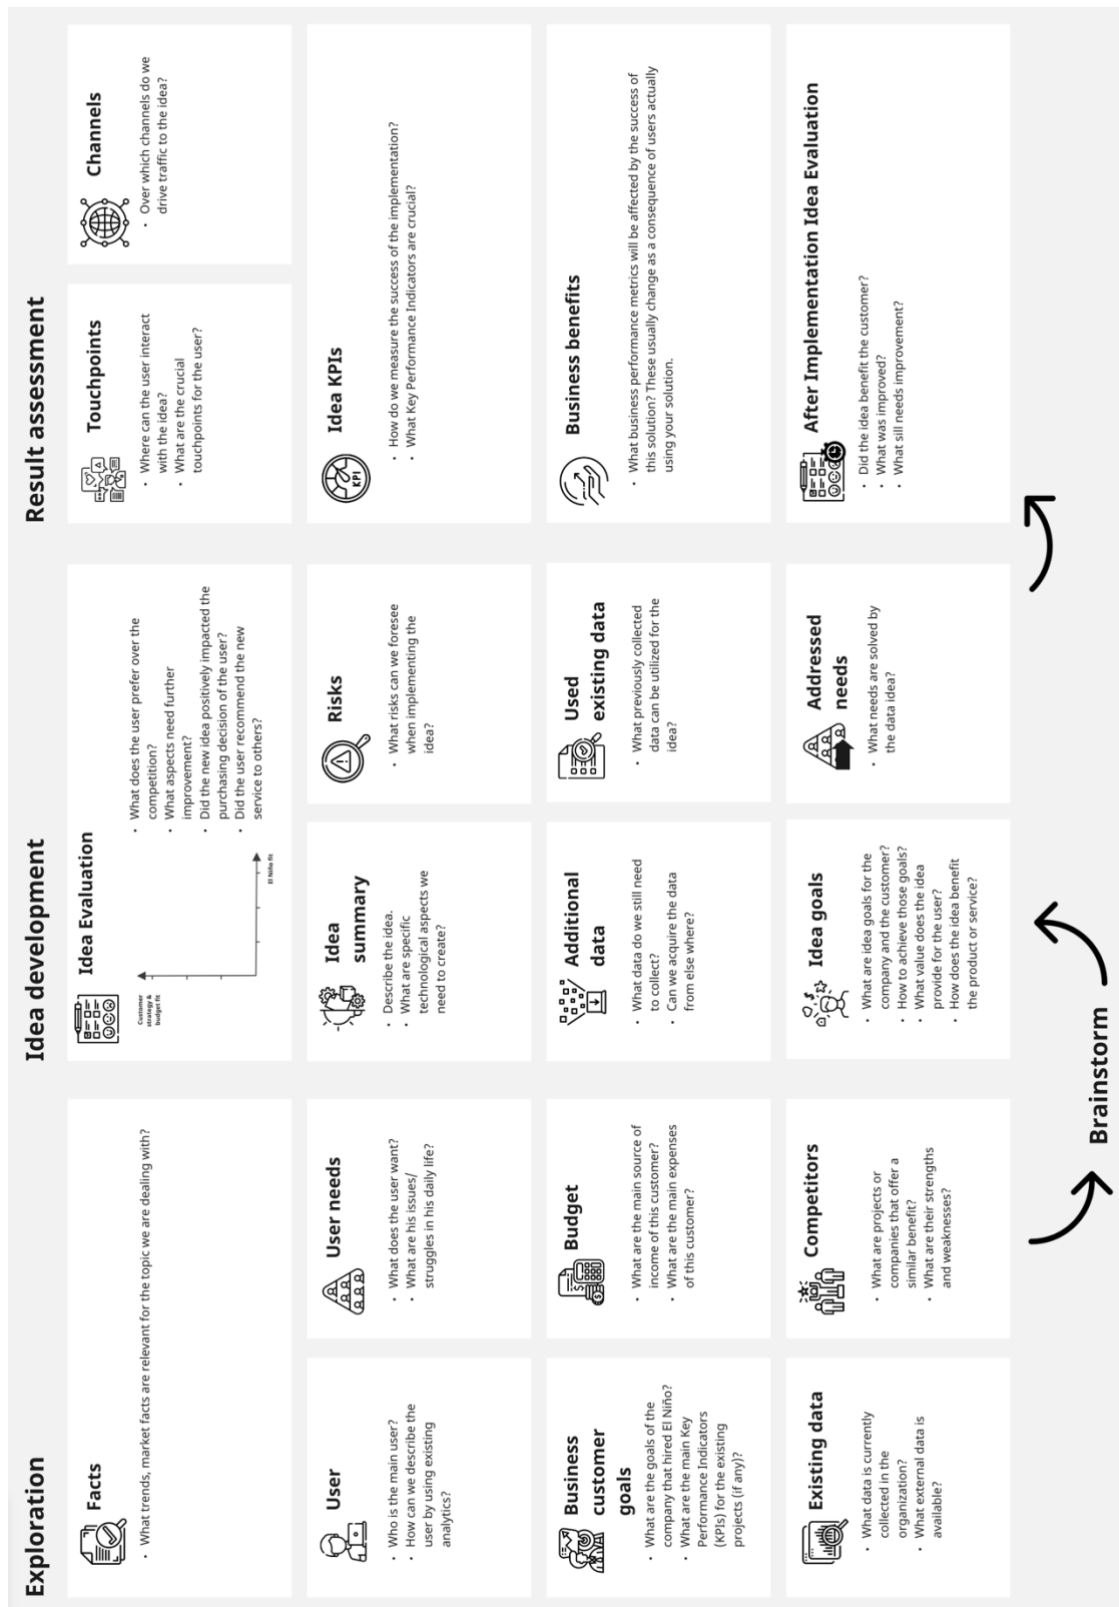 Exploration
Facts
• What trends, market facts are relevant for the topic we are dealing with?
User
• Who is the main user?
• How can we describe the
user by using existing
analytics?
User needs
• What does the user want?
• What are his issues/
struggles in his daily life?
Business
customer
goals
• What are the goals of the
company that hired El Niño?
• What are the main Key
Performance Indicators
(KPIs) for the existing
projects (if any)?
Budget
• What are the main source of
income of this customer?
• What are the main expenses
of this customer?
Existing data
• What data is currently
collected in the
organization?
• What external data is
available?
Competitors
• What are projects or
companies that offer a
similar benefit?
• What are their strengths
and weaknesses?
Brainstorm
Idea development
Idea Evaluation
Customer
strategy &
budget fit
El Niño fit
• What does the user prefer over the
competition?
• What aspects need further
improvement?
• Did the new idea positively impacted the
purchasing decision of the user?
• Did the user recommend the new
service to others?
Idea
summary
• Describe the idea.
• What are specific
technological aspects we
need to create?
Risks
• What risks can we foresee
when implementing the
idea?
Additional
data
• What data do we still need
to collect?
• Can we acquire the data
from else where?
Used
existing data
• What previously collected
data can be utilized for the
idea?
Idea goals
• What are idea goals for the
company and the customer?
• How to achieve those goals?
• What value does the idea
provide for the user?
• How does the idea benefit
the product or service?
Addressed
needs
• What needs are solved by
the data idea?
Result assessment
Touchpoints
• Where can the user interact
with the idea?
• What are the crucial
touchpoints for the user?
Channels
• Over which channels do we
drive traffic to the idea?
Idea KPIs
KPI
• How do we measure the success of the implementation?
• What Key Performance Indicators are crucial?
Business benefits
• What business performance metrics will be affected by the success of
this solution? These usually change as a consequence of users actually
using your solution.
After Implementation Idea Evaluation
• Did the idea benefit the customer?
• What was improved?
• What sill needs improvement?